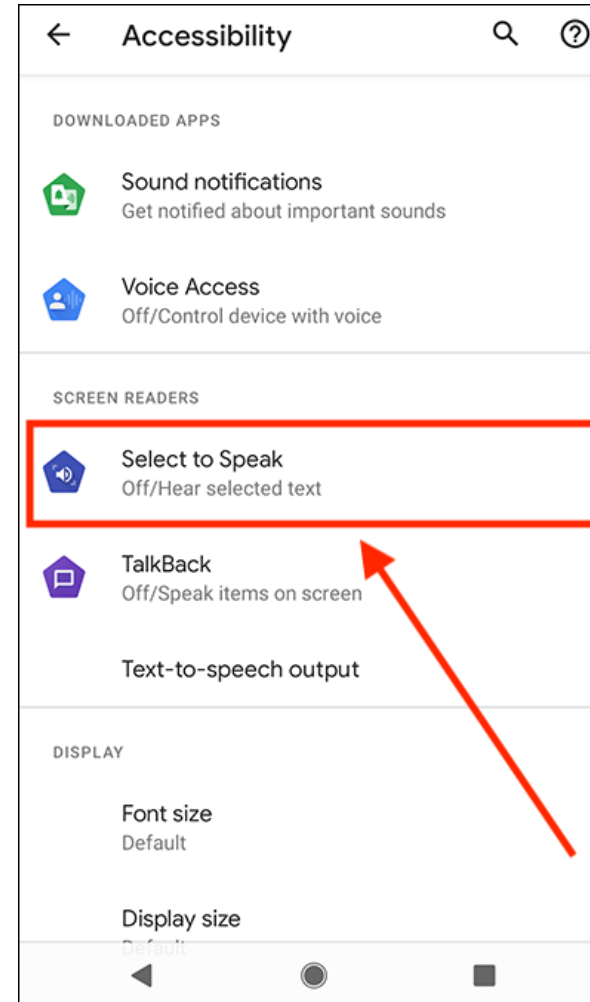 Accessibility
DOWNLOADED APPS
Sound notifications
Get notified about important sounds
Voice Access
Off/Control device with voice
SCREEN READERS
Select to Speak
Off/Hear selected text
TalkBack
Off/Speak items on screen
Text-to-speech output
DISPLAY
Font size
Default
Display size
Default